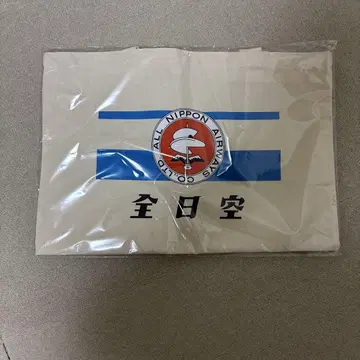 ALL NIPPON AIRWAYS CO., LTD.
全日空